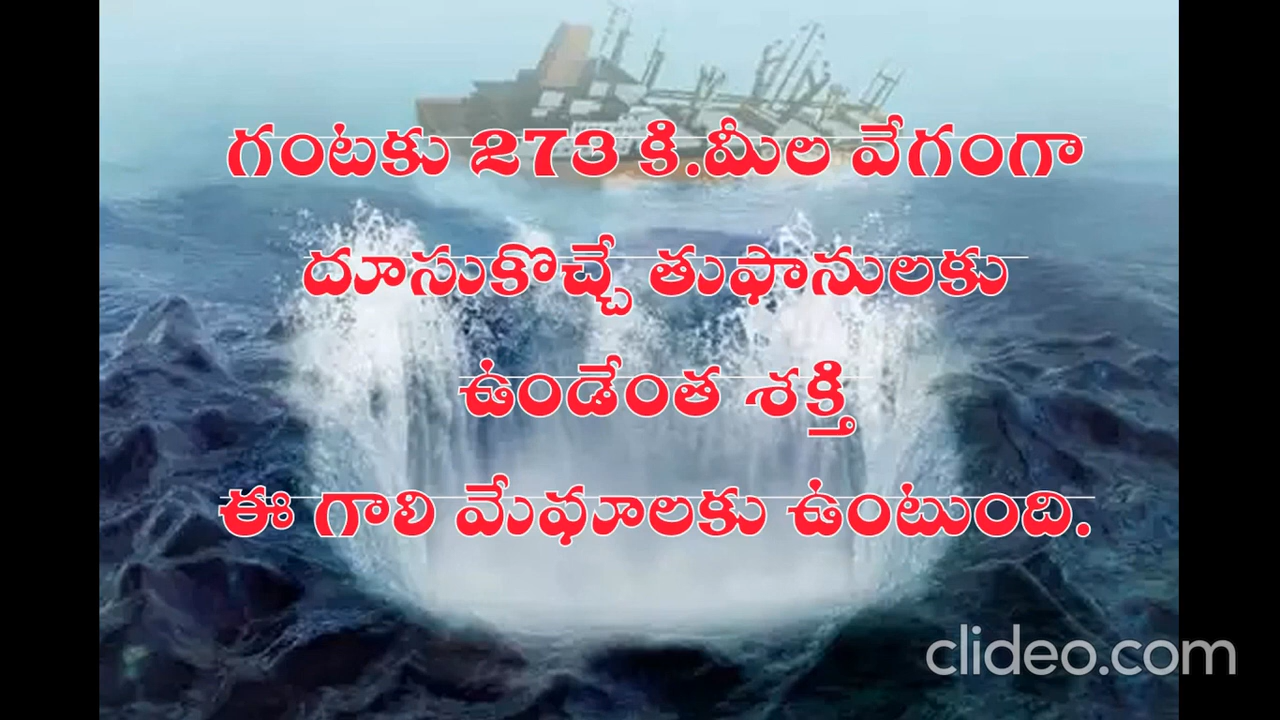 గంటకు 273 కి.మీల వేగంగా
దూసుకొచ్చే తుఫానులకు
ఉండేంత శక్తి
ఈ గాలి మేఘాలకు ఉంటుంది.
clideo.com